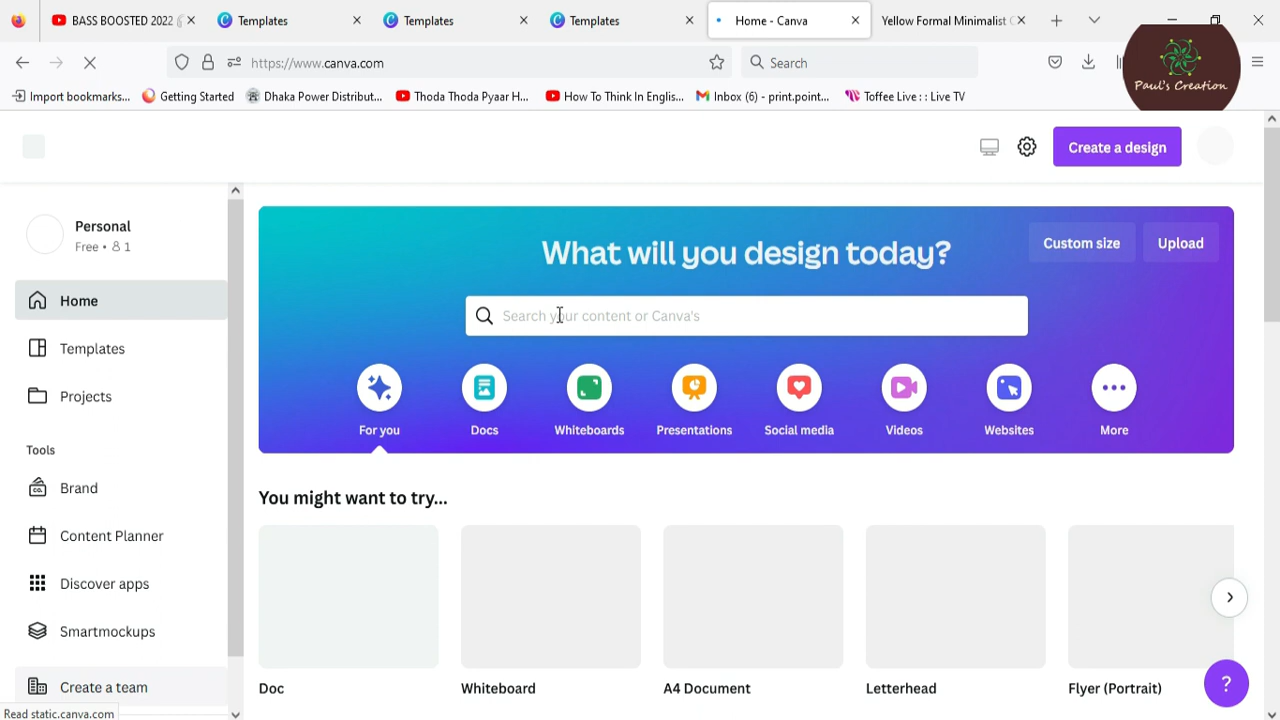 BASS BOOSTED 2022
Templates
Templates
Templates
Home - Canva
Yellow Formal Minimalist
https://www.canva.com
Search
Paul's Creation
Import bookmarks...
Getting Started
Dhaka Power Distribut...
Thoda Thoda Pyaar H...
How To Think In Englis...
Inbox (6) - print.point...
Toffee Live : : Live TV
Create a design
Personal
Free • 1
What will you design today?
Custom size
Upload
Search your content or Canva's
Home
Templates
Projects
For you
Docs
Whiteboards
Presentations
Social media
Videos
Websites
More
Tools
Brand
CO.
Content Planner
Discover apps
Smartmockups
Create a team
You might want to try...
Doc
Whiteboard
A4 Document
Letterhead
Flyer (Portrait)
?
Read static.canva.com